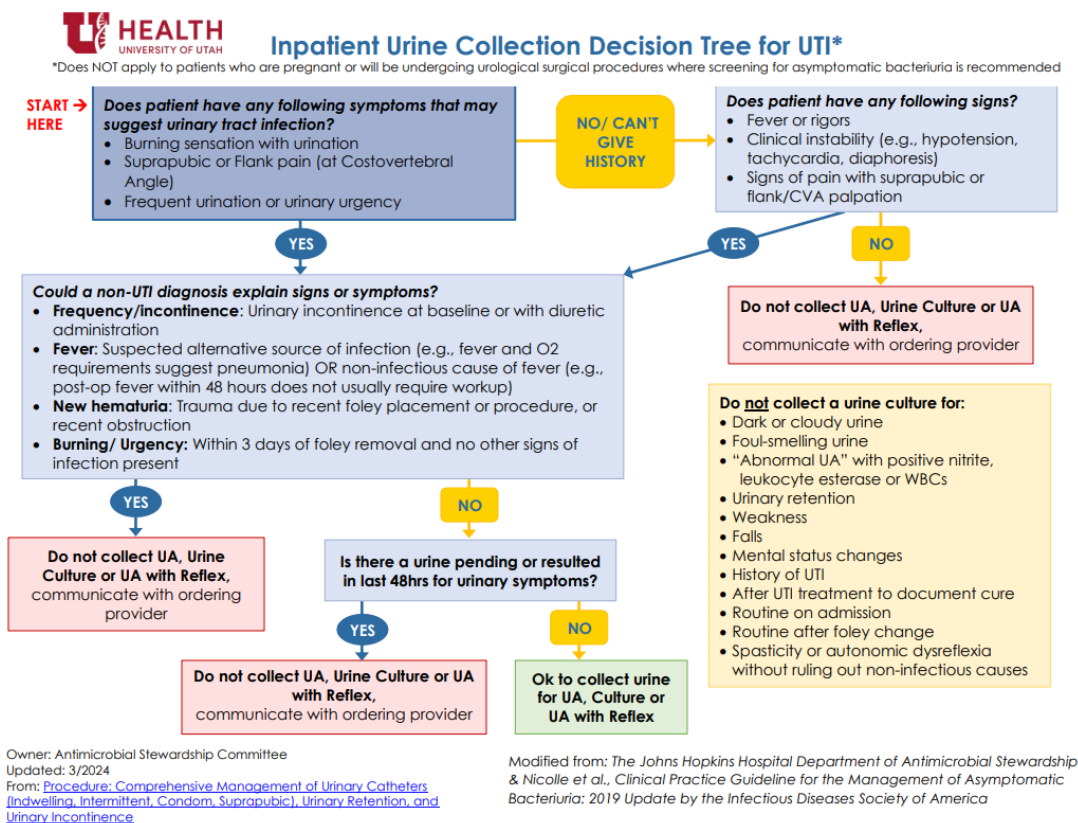 HEALTH
UNIVERSITY OF UTAH
Inpatient Urine Collection Decision Tree for UTI*
*Does NOT apply to patients who are pregnant or will be undergoing urological surgical procedures where screening for asymptomatic bacteriuria is recommended
START →
HERE
Does patient have any following symptoms that may
suggest urinary tract infection?
• Burning sensation with urination
• Suprapubic or Flank pain (at Costovertebral
Angle)
• Frequent urination or urinary urgency
NO/ CAN'T
GIVE
HISTORY
Does patient have any following signs?
• Fever or rigors
• Clinical instability (e.g., hypotension,
tachycardia, diaphoresis)
• Signs of pain with suprapubic or
flank/CVA palpation
YES
YES
NO
Could a non-UTI diagnosis explain signs or symptoms?
• Frequency/incontinence: Urinary incontinence at baseline or with diuretic
administration
• Fever: Suspected alternative source of infection (e.g., fever and O2
requirements suggest pneumonia) OR non-infectious cause of fever (e.g.,
post-op fever within 48 hours does not usually require workup)
• New hematuria: Trauma due to recent foley placement or procedure, or
recent obstruction
• Burning/ Urgency: Within 3 days of foley removal and no other signs of
infection present
Do not collect UA, Urine Culture or UA
with Reflex,
communicate with ordering provider
Do not collect a urine culture for:
• Dark or cloudy urine
• Foul-smelling urine
• "Abnormal UA" with positive nitrite,
leukocyte esterase or WBCs
• Urinary retention
• Weakness
• Falls
• Mental status changes
• History of UTI
• After UTI treatment to document cure
• Routine on admission
• Routine after foley change
• Spasticity or autonomic dysreflexia
without ruling out non-infectious causes
YES
NO
Do not collect UA, Urine
Culture or UA with Reflex,
communicate with ordering
provider
Is there a urine pending or resulted
in last 48hrs for urinary symptoms?
YES
NO
Do not collect UA, Urine Culture or UA
with Reflex,
communicate with ordering provider
Ok to collect urine
for UA, Culture or
UA with Reflex
Owner: Antimicrobial Stewardship Committee
Updated: 3/2024
From: Procedure: Comprehensive Management of Urinary Catheters
(Indwelling, Intermittent, Condom, Suprapubic), Urinary Retention, and
Urinary Incontinence
Modified from: The Johns Hopkins Hospital Department of Antimicrobial Stewardship
& Nicolle et al., Clinical Practice Guideline for the Management of Asymptomatic
Bacteriuria: 2019 Update by the Infectious Diseases Society of America